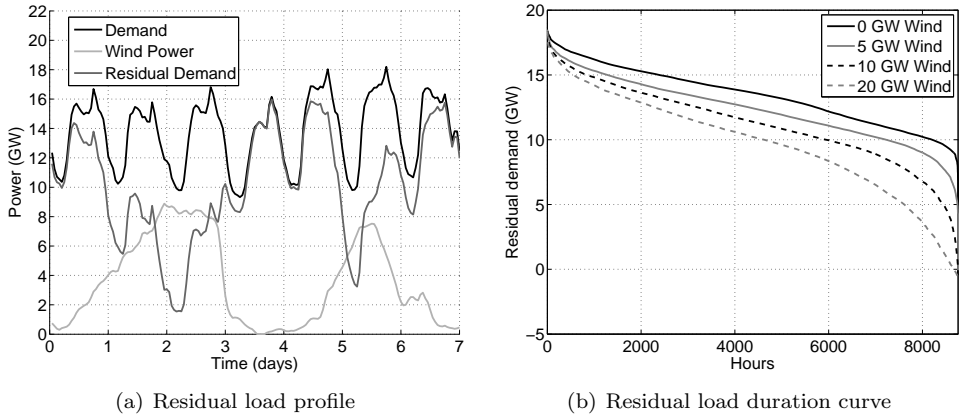 22
20
18
16
14
12
10
8
6
4
2
0
Power (GW)
Demand
Wind Power
Residual Demand
0 1 2 3 4 5 6 7
Time (days)
(a) Residual load profile
20
15
10
5
0
−5
Residual demand (GW)
0 GW Wind
5 GW Wind
10 GW Wind
20 GW Wind
0 2000 4000 6000 8000
Hours
(b) Residual load duration curve